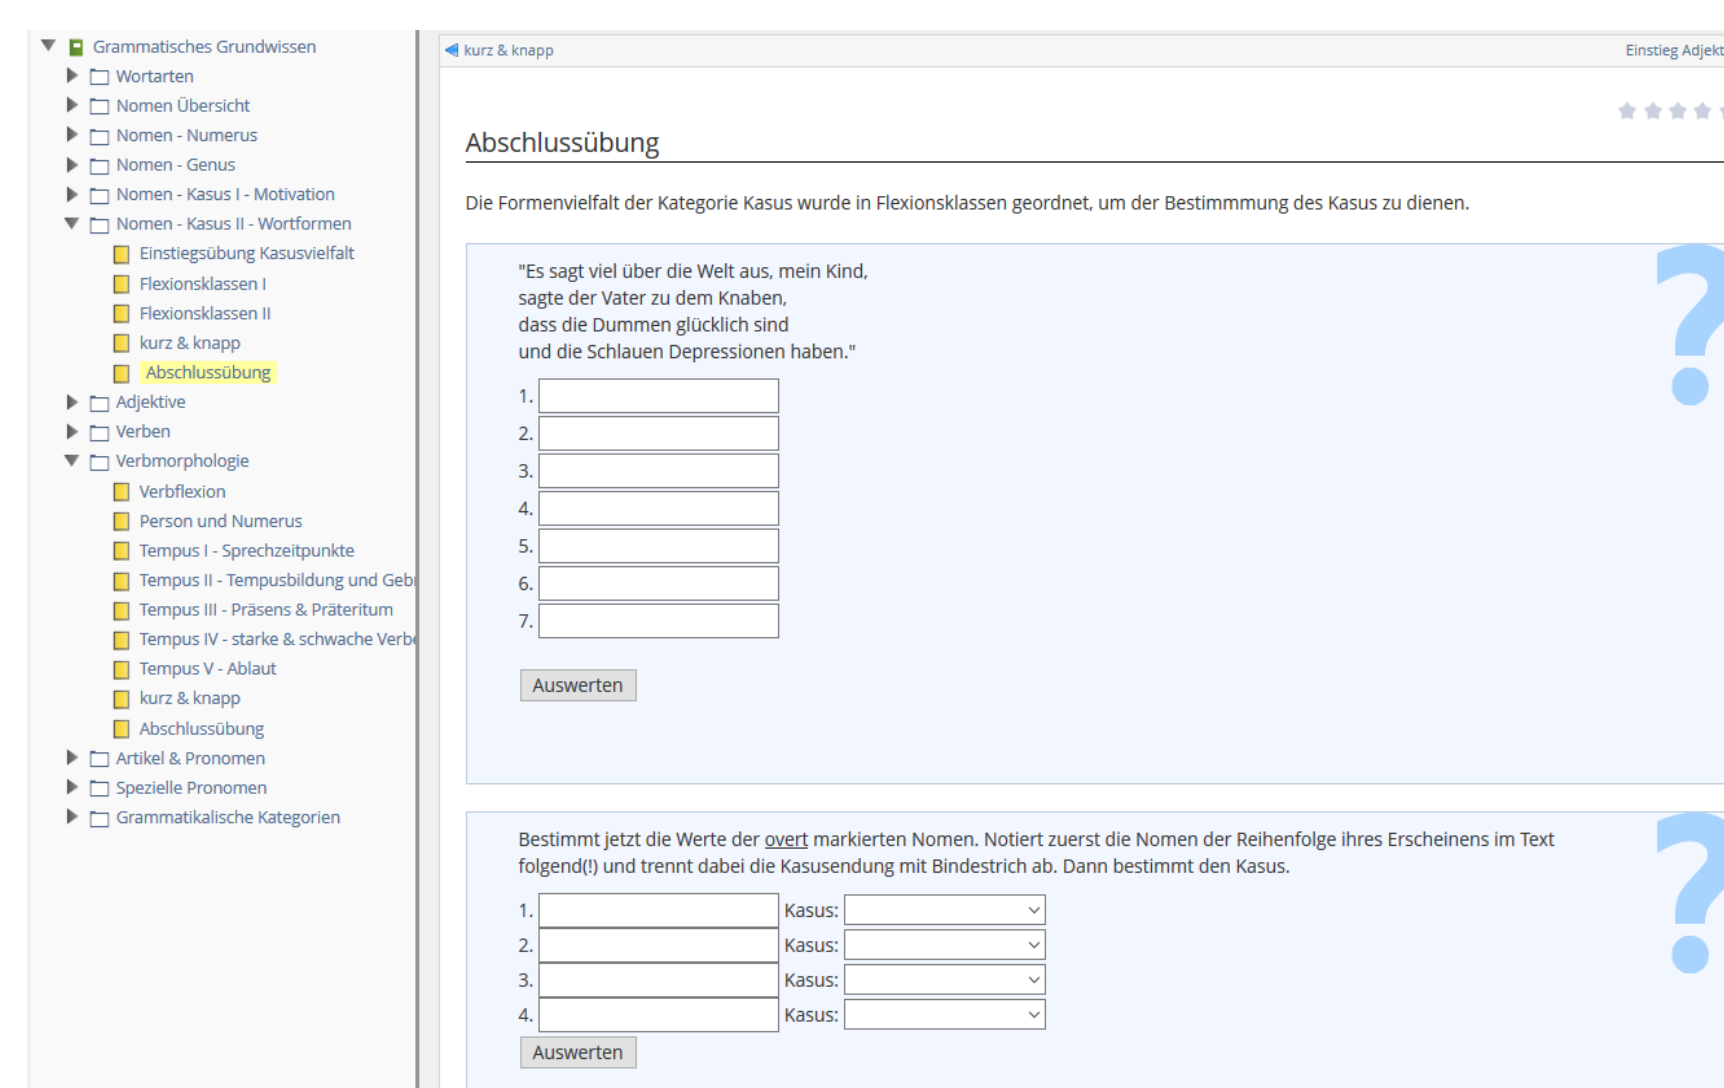 Grammatisches Grundwissen
Wortarten
Nomen Übersicht
Nomen - Numerus
Nomen - Genus
Nomen - Kasus I - Motivation
Nomen - Kasus II - Wortformen
Einstiegsübung Kasusvielfalt
Flexionsklassen I
Flexionsklassen II
kurz & knapp
Abschlussübung
Adjektive
Verben
Verbmorphologie
Verbflexion
Person und Numerus
Tempus I - Sprechzeitpunkte
Tempus II - Tempusbildung und Geb
Tempus III - Präsens & Präteritum
Tempus IV - starke & schwache Verbe
Tempus V - Ablaut
kurz & knapp
Abschlussübung
Artikel & Pronomen
Spezielle Pronomen
Grammatikalische Kategorien
kurz & knapp
Einstieg Adjekt
Abschlussübung
Die Formenvielfalt der Kategorie Kasus wurde in Flexionsklassen geordnet, um der Bestimmmung des Kasus zu dienen.
"Es sagt viel über die Welt aus, mein Kind,
sagte der Vater zu dem Knaben,
dass die Dummen glücklich sind
und die Schlauen Depressionen haben."
1.
2.
3.
4.
5.
6.
7.
Auswerten
Bestimmt jetzt die Werte der overt markierten Nomen. Notiert zuerst die Nomen der Reihenfolge ihres Erscheinens im Text
folgend(!) und trennt dabei die Kasusendung mit Bindestrich ab. Dann bestimmt den Kasus.
1. Kasus:
2. Kasus:
3. Kasus:
4. Kasus:
Auswerten